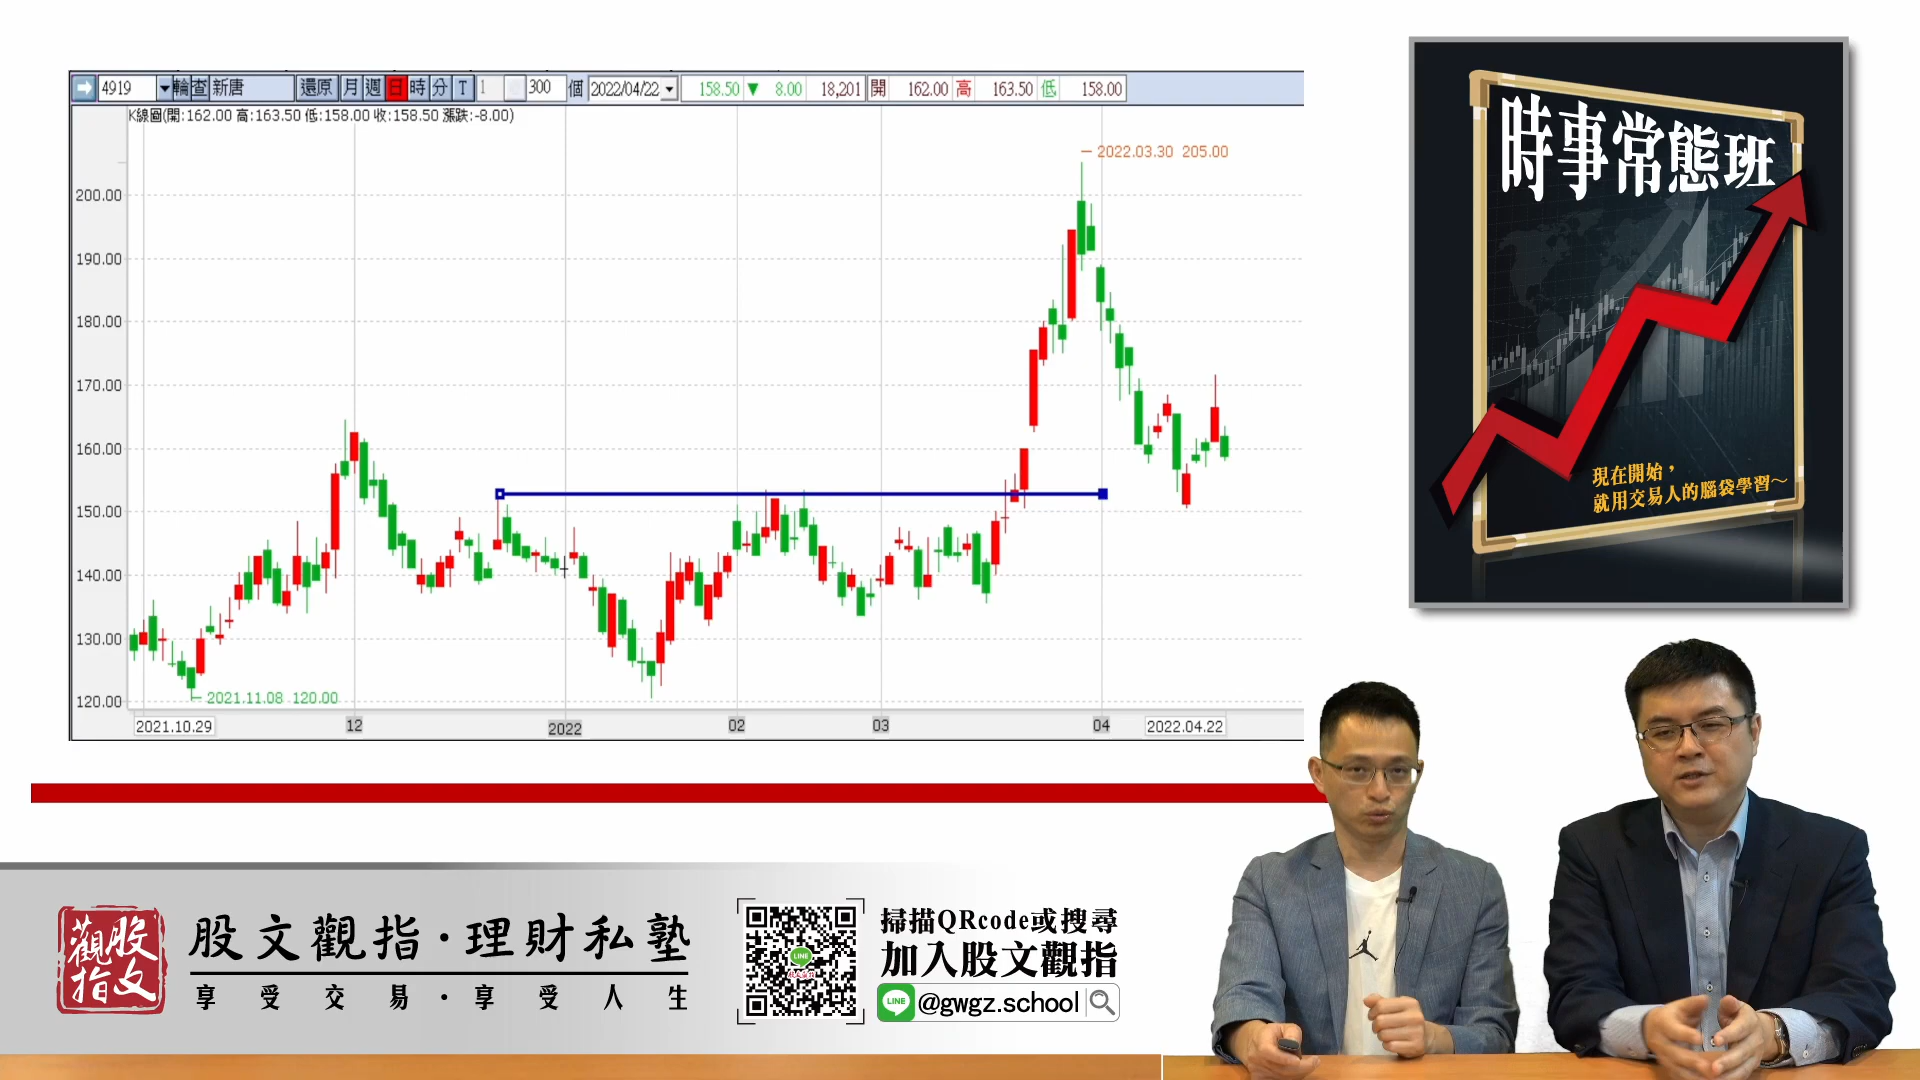 4919 輪 查 新唐 還原 月 週 日 時 分 T 1 300 個 2022/04/22 158.50 ▼ 8.00 18,201 開 162.00 高 163.50 低 158.00
K線圖(開:162.00 高:163.50 低:158.00 收:158.50 漲跌:-8.00)
2022.03.30 205.00
200.00
190.00
180.00
170.00
160.00
150.00
140.00
130.00
120.00
2021.11.08 120.00
2021.10.29 12 2022 02 03 04 2022.04.22
時事常態班
現在開始，
就用交易人的腦袋學習～
股文觀指
股文觀指·理財私塾
享受交易·享受人生
LINE
掃描QRcode或搜尋
加入股文觀指
LINE @gwgz.school